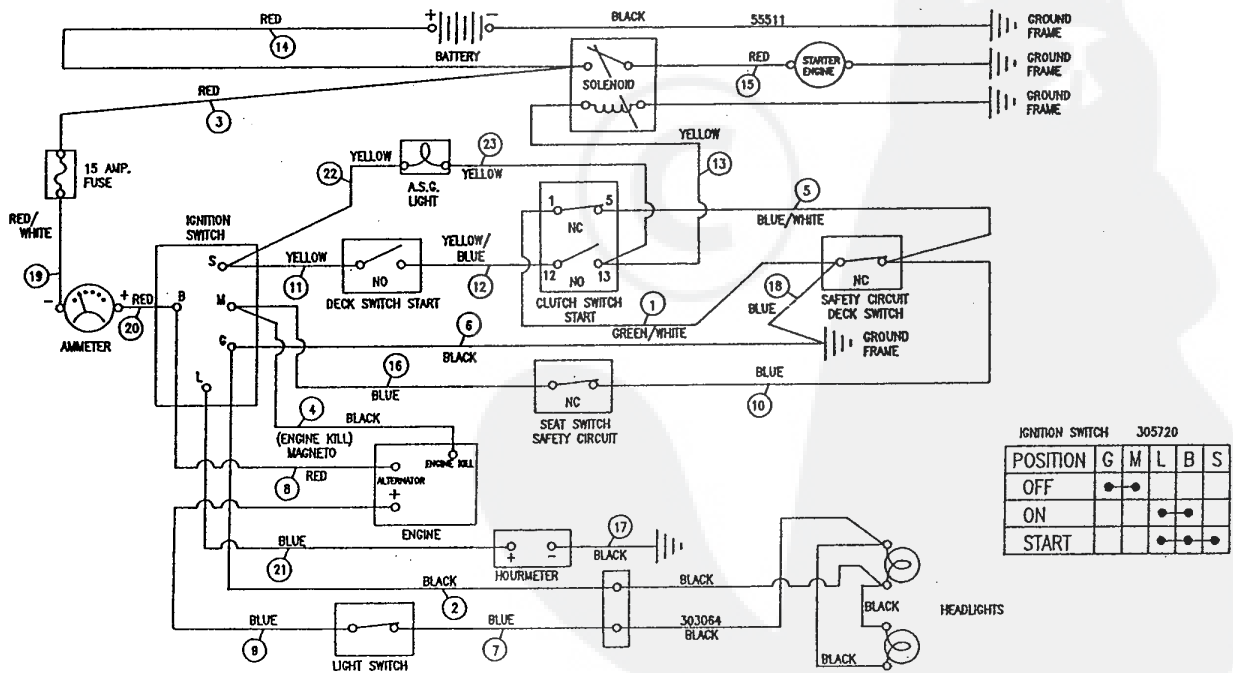 RED
14
+ −
BATTERY
BLACK
55511
GROUND
FRAME
RED
3
SOLENOID
RED
15
STARTER
ENGINE
GROUND
FRAME
GROUND
FRAME
15 AMP.
FUSE
YELLOW
22
A.S.G.
LIGHT
23
YELLOW
YELLOW
13
RED/
WHITE
19
IGNITION
SWITCH
S
YELLOW
11
NO
DECK SWITCH START
YELLOW/
BLUE
12
1 5
NC
12 13
NO
CLUTCH SWITCH
START
5
BLUE/WHITE
NC
SAFETY CIRCUIT
DECK SWITCH
18
BLUE
1
GREEN/WHITE
− +
AMMETER
RED
20
B
M
G
L
6
BLACK
GROUND
FRAME
16
BLUE
NC
SEAT SWITCH
SAFETY CIRCUIT
BLUE
10
4
BLACK
(ENGINE KILL)
MAGNETO
ENGINE KILL
8
RED
ALTERNATOR
+
ENGINE
BLUE
21
+ −
HOURMETER
17
BLACK
BLACK
2
BLACK
BLUE
9
LIGHT SWITCH
BLUE
7
303064
BLACK
BLACK
BLACK
HEADLIGHTS
IGNITION SWITCH 305720
POSITION G M L B S
OFF
ON
START
©